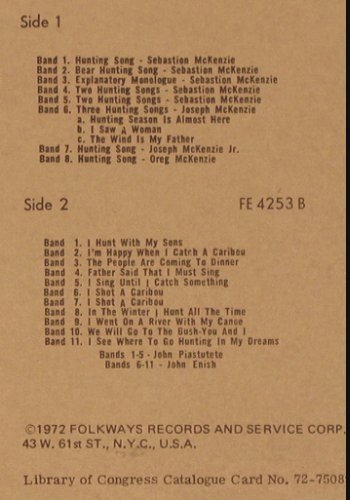 Side 1
Band 1. Hunting Song - Sebastion McKenzie
Band 2. Bear Hunting Song - Sebastion McKenzie
Band 3. Explanatory Monologue - Sebastion McKenzie
Band 4. Two Hunting Songs - Sebastion McKenzie
Band 5. Two Hunting Songs - Sebastion McKenzie
Band 6. Three Hunting Songs - Joseph McKenzie
a. Hunting Season Is Almost Here
b. I Saw A Woman
c. The Wind Is My Father
Band 7. Hunting Song - Joseph McKenzie Jr.
Band 8. Hunting Song - Oreg McKenzie
Side 2 FE 4253 B
Band 1. I Hunt With My Sons
Band 2. I'm Happy When I Catch A Caribou
Band 3. The People Are Coming To Dinner
Band 4. Father Said That I Must Sing
Band 5. I Sing Until I Catch Something
Band 6. I Shot A Caribou
Band 7. I Shot A Caribou
Band 8. In The Winter I Hunt All The Time
Band 9. I Went On A River With My Canoe
Band 10. We Will Go To The Bush-You And I
Band 11. I See Where To Go Hunting In My Dreams
Bands 1-5 - John Piastutete
Bands 6-11 - John Enish
©1972 FOLKWAYS RECORDS AND SERVICE CORP.
43 W. 61st ST., N.Y.C., U.S.A.
Library of Congress Catalogue Card No. 72-7508